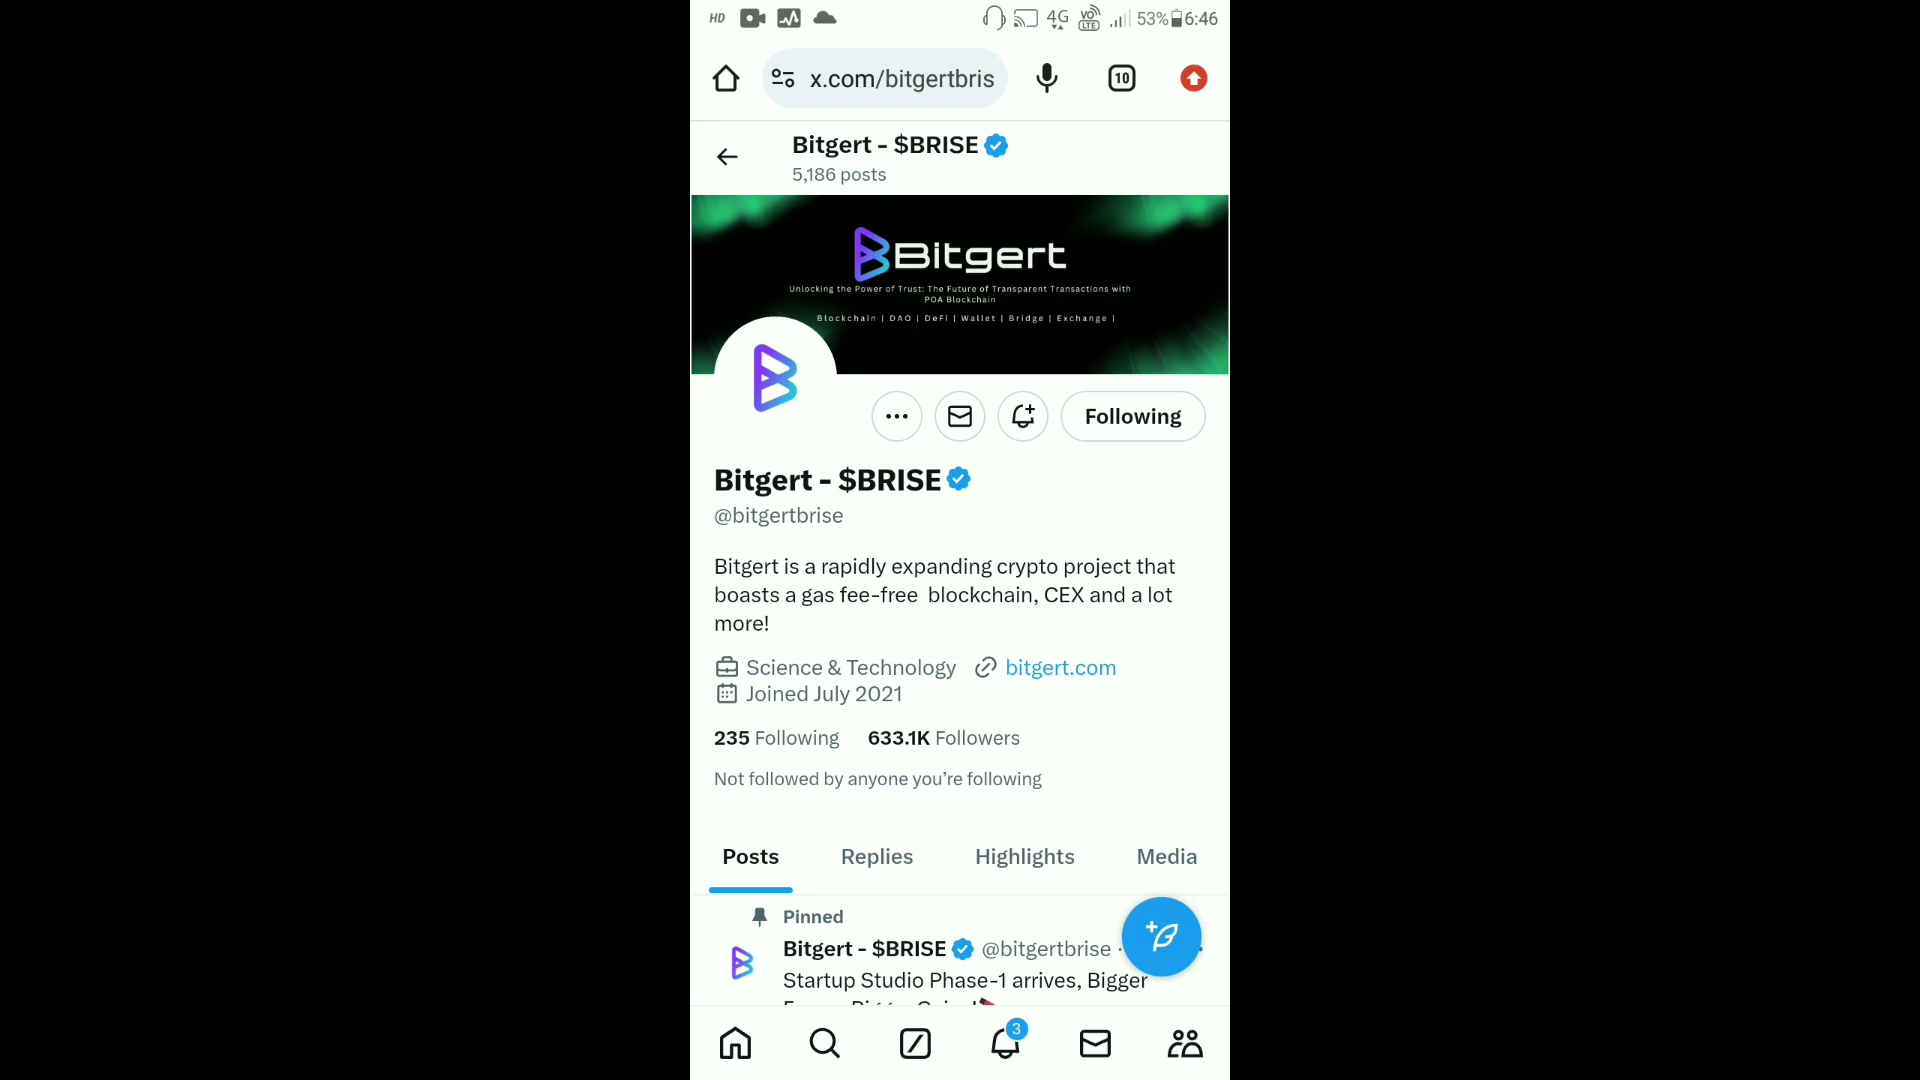 HD 4G VO LTE 53% 6:46
x.com/bitgertbris 10
Bitgert - $BRISE
5,186 posts
Bitgert
Unlocking the Power of Trust: The Future of Transparent Transactions with
POA Blockchain
Blockchain | DAO | DeFi | Wallet | Bridge | Exchange |
Following
Bitgert - $BRISE
@bitgertbrise
Bitgert is a rapidly expanding crypto project that
boasts a gas fee-free blockchain, CEX and a lot
more!
Science & Technology bitgert.com
Joined July 2021
235 Following 633.1K Followers
Not followed by anyone you're following
Posts Replies Highlights Media
Pinned
Bitgert - $BRISE @bitgertbrise ·
Startup Studio Phase-1 arrives, Bigger
3